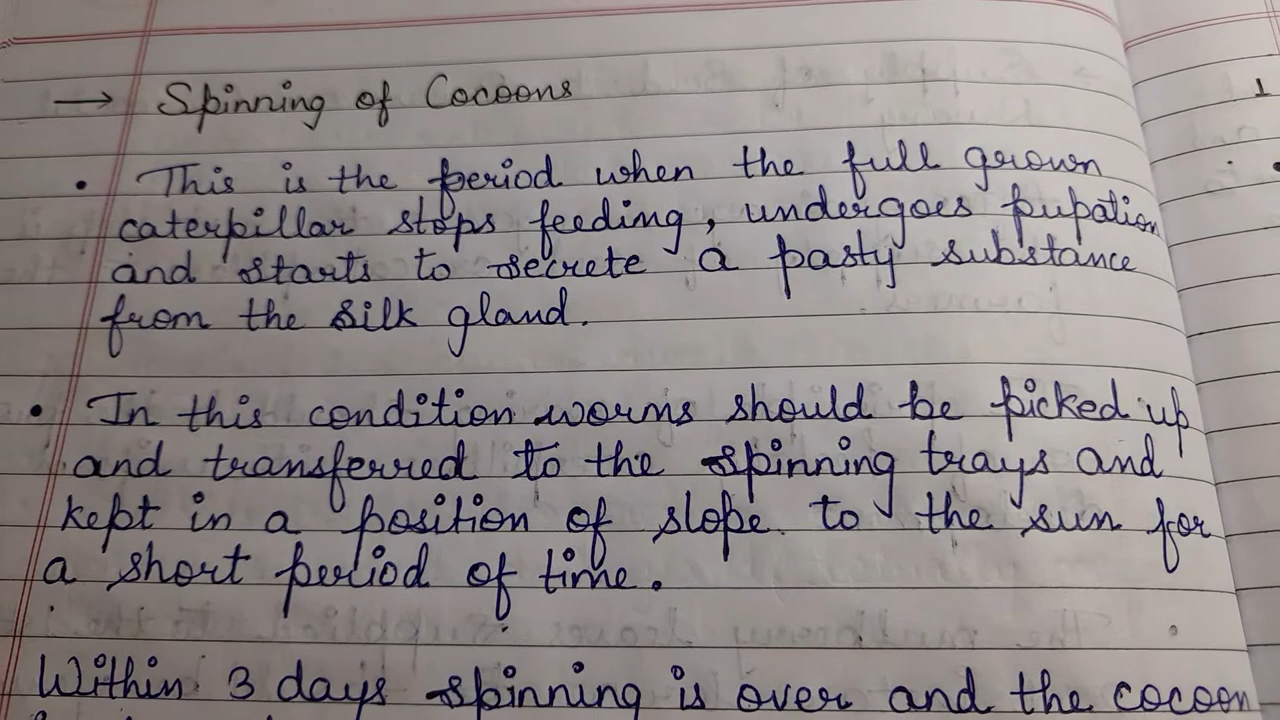 → Spinning of Cocoons
• This is the period when the full grown
caterpillar stops feeding, undergoes pupation
and starts to secrete a pasty substance
from the silk gland.
• In this condition worms should be picked up
and transferred to the spinning trays and
kept in a position of slope to the sun for
a short period of time.
Within 3 days spinning is over and the cocoon